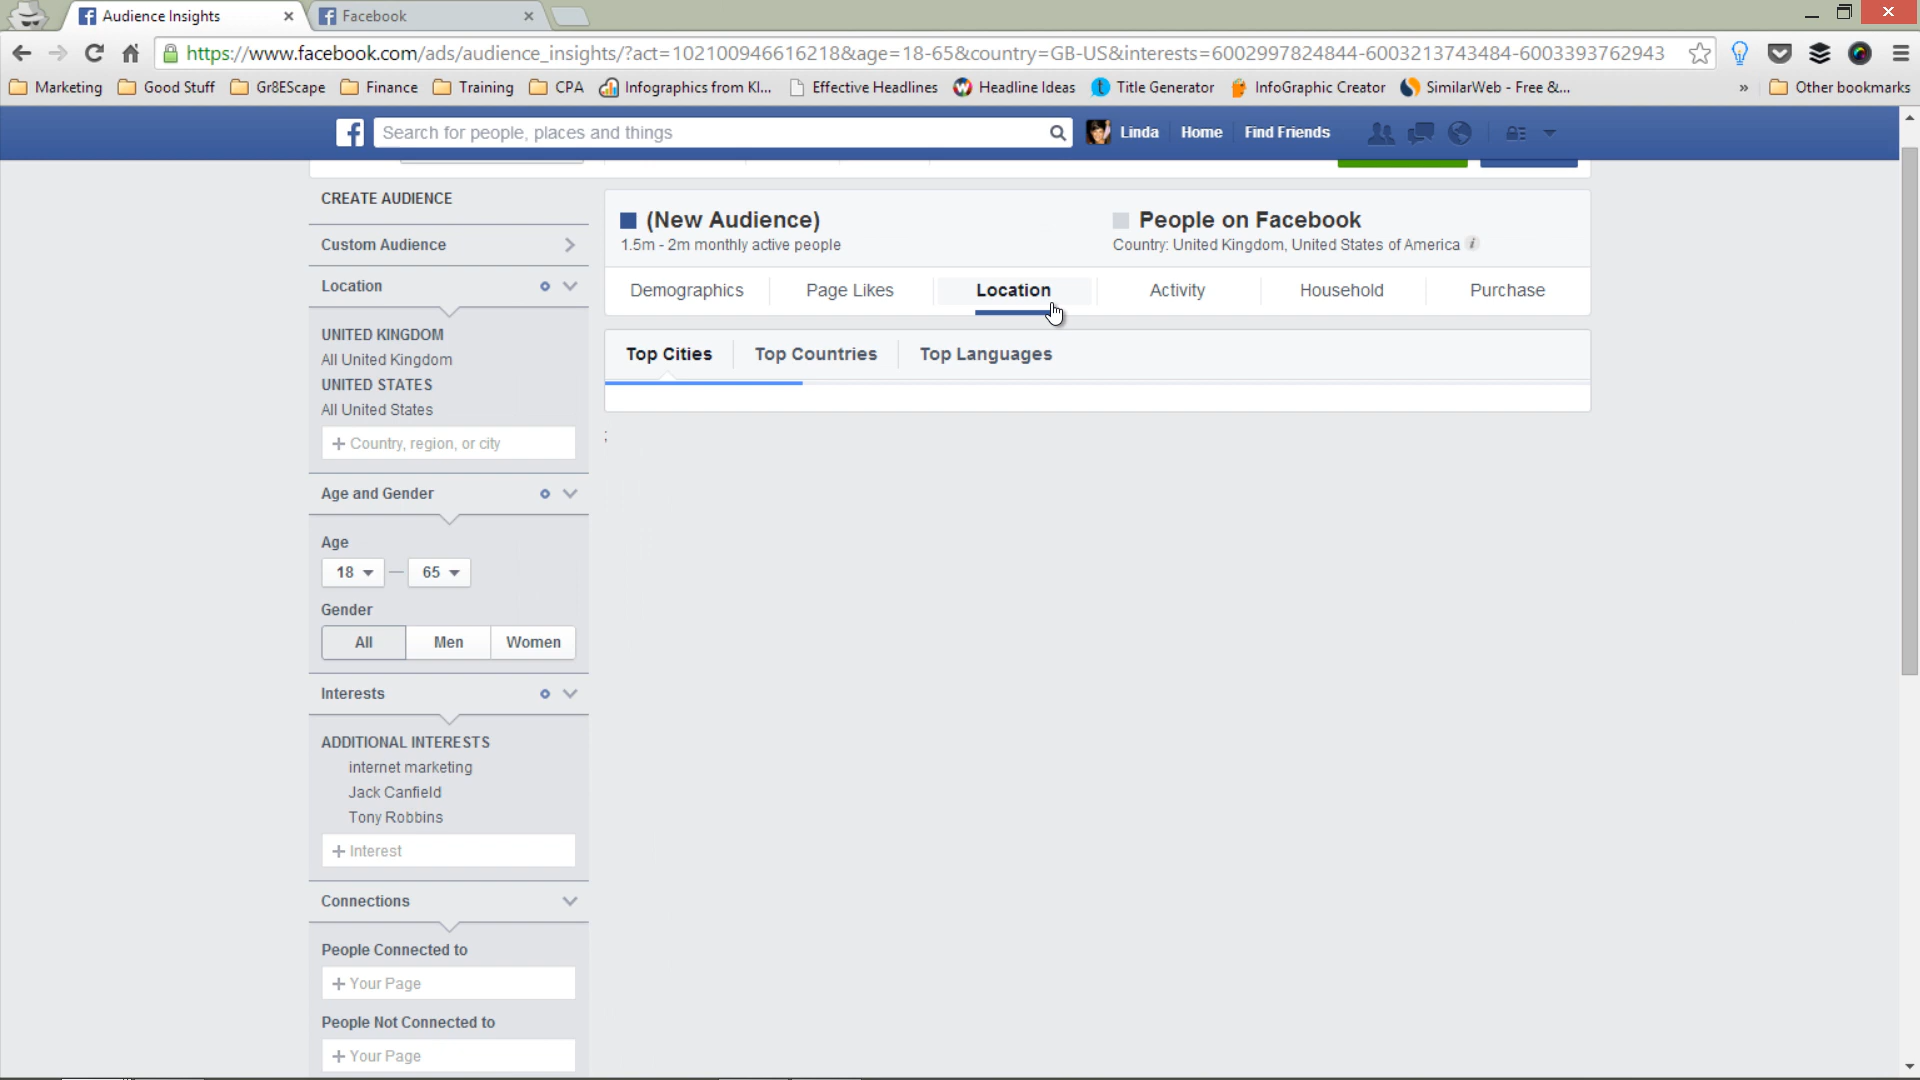 Audience Insights
Facebook
https://www.facebook.com/ads/audience_insights/?act=102100946616218&age=18-65&country=GB-US&interests=6002997824844-6003213743484-6003393762943
Marketing Good Stuff Gr8EScape Finance Training CPA Infographics from KI... Effective Headlines Headline Ideas Title Generator InfoGraphic Creator SimilarWeb - Free &... » Other bookmarks
Search for people, places and things
Linda Home Find Friends
CREATE AUDIENCE
Custom Audience
Location
UNITED KINGDOM
All United Kingdom
UNITED STATES
All United States
+ Country, region, or city
Age and Gender
Age
18 — 65
Gender
All Men Women
Interests
ADDITIONAL INTERESTS
internet marketing
Jack Canfield
Tony Robbins
+ Interest
Connections
People Connected to
+ Your Page
People Not Connected to
+ Your Page
(New Audience)
1.5m - 2m monthly active people
People on Facebook
Country: United Kingdom, United States of America i
Demographics Page Likes Location Activity Household Purchase
Top Cities Top Countries Top Languages
;